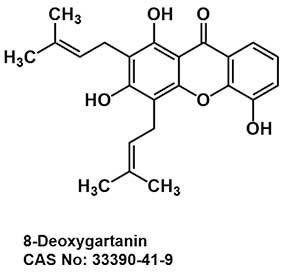 CH₃
OH
O
H₃C
HO
O
OH
H₃C
CH₃
8-Deoxygartanin
CAS No: 33390-41-9